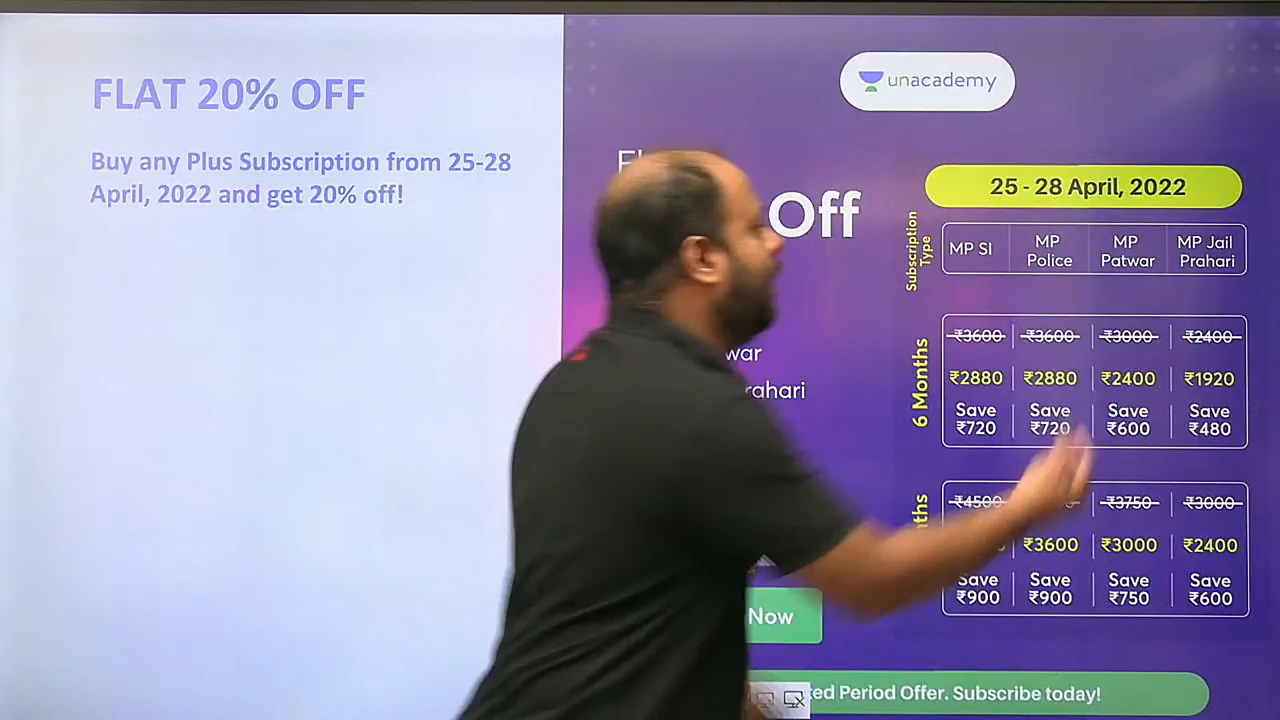 FLAT 20% OFF
Buy any Plus Subscription from 25-28
April, 2022 and get 20% off!
unacademy
Off
25 - 28 April, 2022
Subscription
Type
MP SI
MP
Police
MP
Patwar
MP Jail
Prahari
6 Months
₹3600 ₹3600 ₹3000 ₹2400
₹2880 ₹2880 ₹2400 ₹1920
Save Save Save Save
₹720 ₹720 ₹600 ₹480
₹4500 ₹3750 ₹3000
₹3600 ₹3000 ₹2400
Save Save Save Save
₹900 ₹900 ₹750 ₹600
Now
Period Offer. Subscribe today!